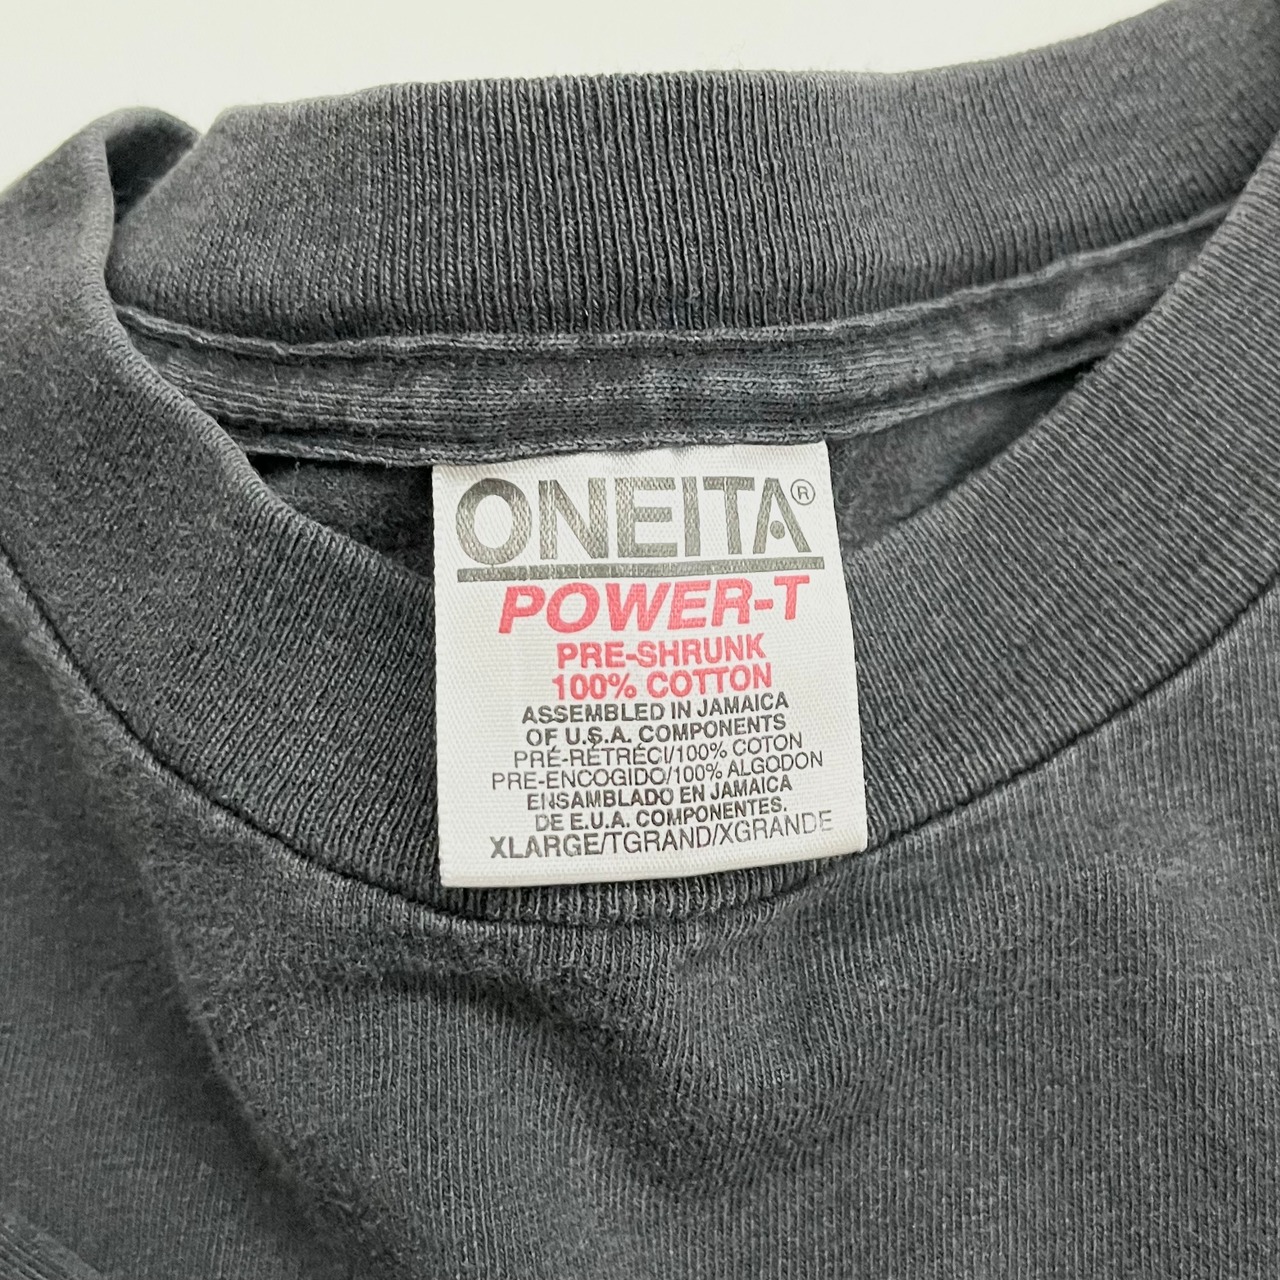 ONEITA®
POWER-T
PRE-SHRUNK
100% COTTON
ASSEMBLED IN JAMAICA
OF U.S.A. COMPONENTS
PRÉ-RÉTRÉCI/100% COTON
PRE-ENCOGIDO/100% ALGODON
ENSAMBLADO EN JAMAICA
DE E.U.A. COMPONENTES.
XLARGE/TGRAND/XGRANDE